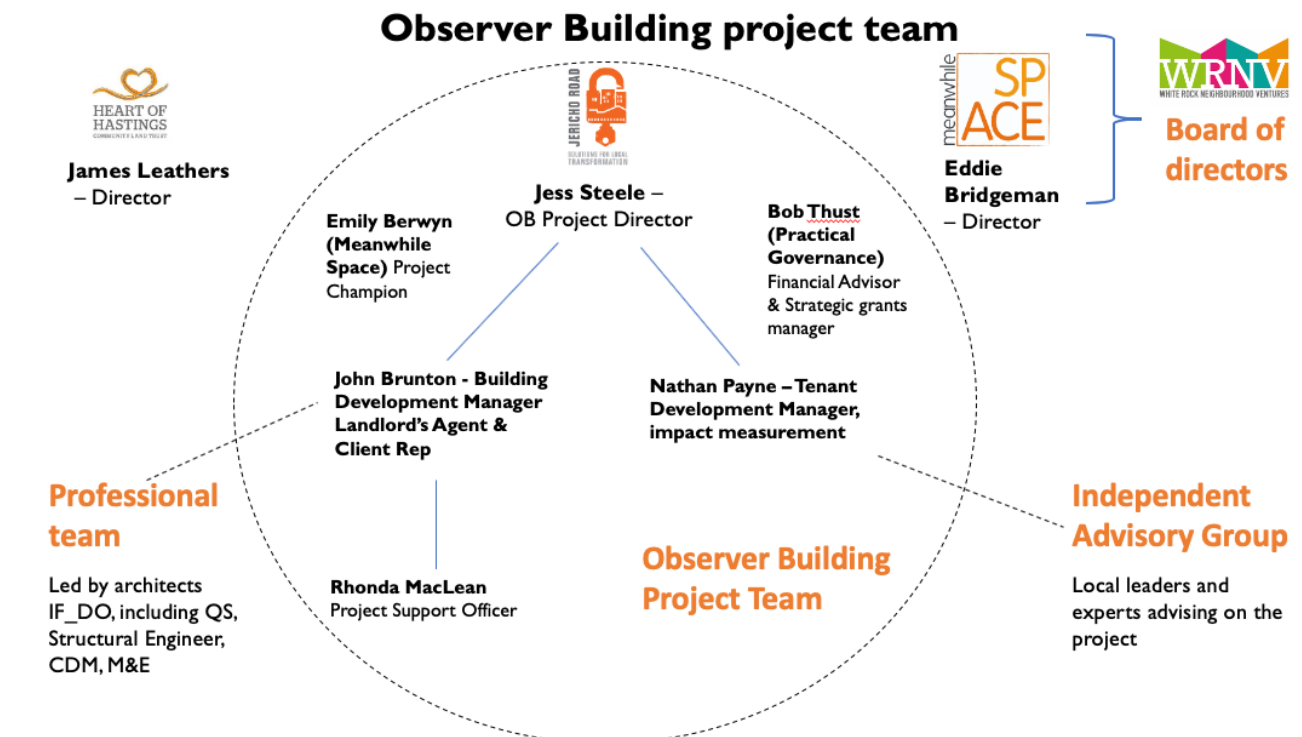 Observer Building project team
HEART OF
HASTINGS
COMMUNITY LAND TRUST
James Leathers
– Director
JERICHO ROAD
SOLUTIONS FOR LOCAL
TRANSFORMATION
Jess Steele –
OB Project Director
meanwhile
SP
ACE
Eddie
Bridgeman
– Director
WRNV
WHITE ROCK NEIGHBOURHOOD VENTURES
Board of
directors
Emily Berwyn
(Meanwhile
Space) Project
Champion
Bob Thust
(Practical
Governance)
Financial Advisor
& Strategic grants
manager
John Brunton - Building
Development Manager
Landlord’s Agent &
Client Rep
Nathan Payne – Tenant
Development Manager,
impact measurement
Professional
team
Led by architects
IF_DO, including QS,
Structural Engineer,
CDM, M&E
Rhonda MacLean
Project Support Officer
Observer Building
Project Team
Independent
Advisory Group
Local leaders and
experts advising on the
project